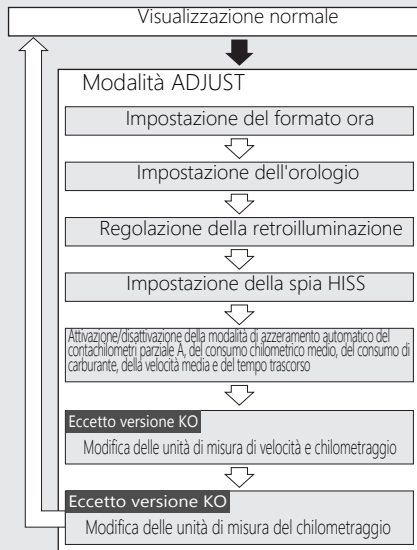 Visualizzazione normale
Modalità ADJUST
Impostazione del formato ora
Impostazione dell'orologio
Regolazione della retroilluminazione
Impostazione della spia HISS
Attivazione/disattivazione della modalità di azzeramento automatico del
contachilometri parziale A, del consumo chilometrico medio, del consumo di
carburante, della velocità media e del tempo trascorso
Eccetto versione KO
Modifica delle unità di misura di velocità e chilometraggio
Eccetto versione KO
Modifica delle unità di misura del chilometraggio